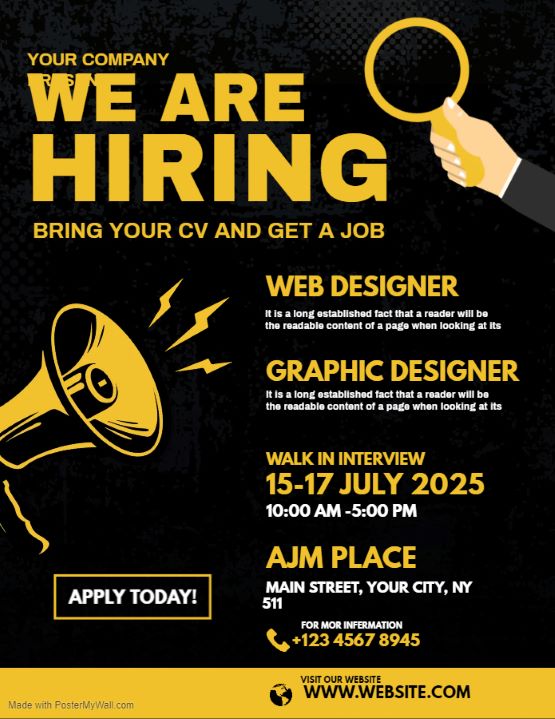 YOUR COMPANY
PRESENT
WE ARE
HIRING
BRING YOUR CV AND GET A JOB
WEB DESIGNER
It is a long established fact that a reader will be
the readable content of a page when looking at its
GRAPHIC DESIGNER
It is a long established fact that a reader will be
the readable content of a page when looking at its
WALK IN INTERVIEW
15-17 JULY 2025
10:00 AM -5:00 PM
AJM PLACE
MAIN STREET, YOUR CITY, NY
511
APPLY TODAY!
FOR MOR INFERMATION
+123 4567 8945
VISIT OUR WEBSITE
WWW.WEBSITE.COM
Made with PosterMyWall.com